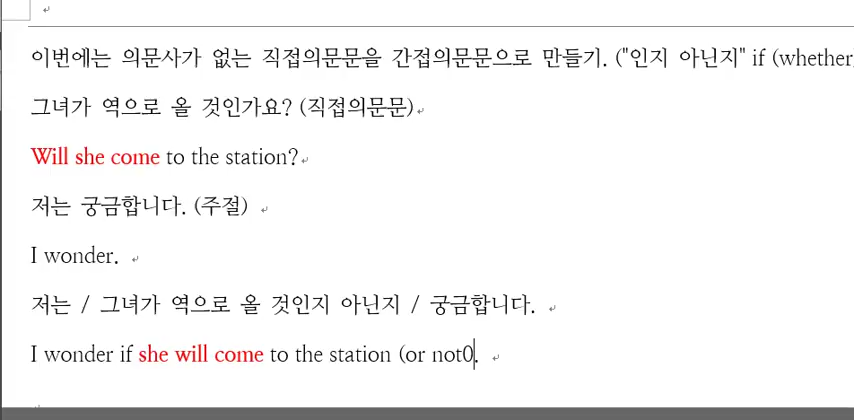 이번에는 의문사가 없는 직접의문문을 간접의문문으로 만들기. ("인지 아닌지" if (whether
그녀가 역으로 올 것인가요? (직접의문문)
Will she come to the station?
저는 궁금합니다. (주절)
I wonder.
저는 / 그녀가 역으로 올 것인지 아닌지 / 궁금합니다.
I wonder if she will come to the station (or not0.